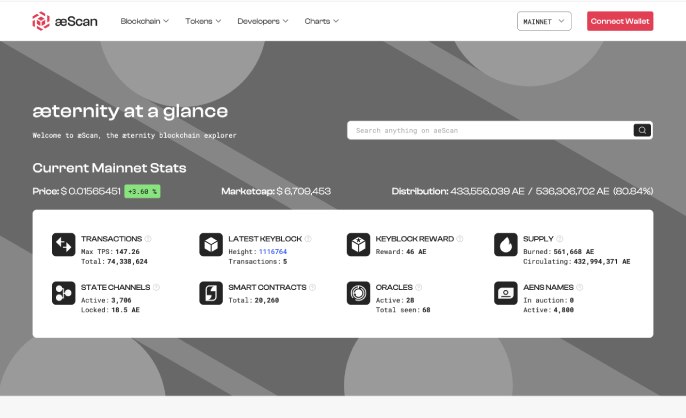 æScan Blockchain Tokens Developers Charts MAINNET Connect Wallet
æternity at a glance
Welcome to æScan, the æternity blockchain explorer
Search anything on aeScan
Current Mainnet Stats
Price: $ 0.01565451 +3.60 % Marketcap: $ 6,709,453 Distribution: 433,556,039 AE / 536,306,702 AE (80.84%)
TRANSACTIONS
Max TPS: 147.26
Total: 74,338,624
LATEST KEYBLOCK
Height: 1116764
Transactions: 5
KEYBLOCK REWARD
Reward: 46 AE
SUPPLY
Burned: 561,668 AE
Circulating: 432,994,371 AE
STATE CHANNELS
Active: 3,706
Locked: 18.5 AE
SMART CONTRACTS
Total: 20,260
ORACLES
Active: 28
Total seen: 68
AENS NAMES
In auction: 0
Active: 4,800